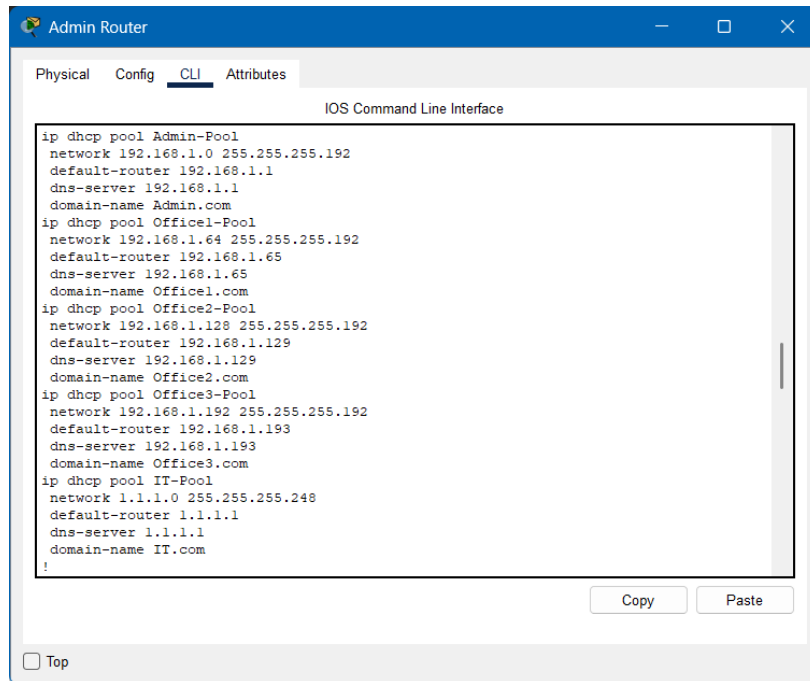 Admin Router
Physical Config CLI Attributes
IOS Command Line Interface
ip dhcp pool Admin-Pool
network 192.168.1.0 255.255.255.192
default-router 192.168.1.1
dns-server 192.168.1.1
domain-name Admin.com
ip dhcp pool Office1-Pool
network 192.168.1.64 255.255.255.192
default-router 192.168.1.65
dns-server 192.168.1.65
domain-name Office1.com
ip dhcp pool Office2-Pool
network 192.168.1.128 255.255.255.192
default-router 192.168.1.129
dns-server 192.168.1.129
domain-name Office2.com
ip dhcp pool Office3-Pool
network 192.168.1.192 255.255.255.192
default-router 192.168.1.193
dns-server 192.168.1.193
domain-name Office3.com
ip dhcp pool IT-Pool
network 1.1.1.0 255.255.255.248
default-router 1.1.1.1
dns-server 1.1.1.1
domain-name IT.com
!
Copy Paste
Top